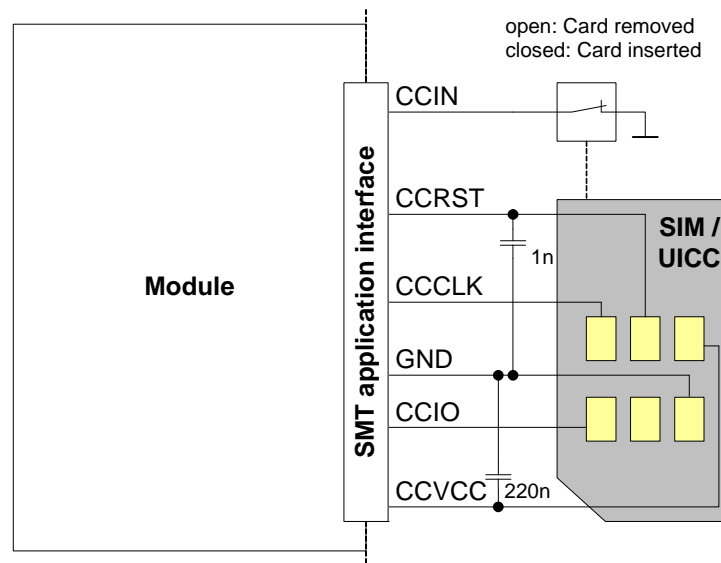 open: Card removed
closed: Card inserted
CCIN
CCRST
SIM /
UICC
1n
Module
SMT application interface
CCCLK
GND
CCIO
CCVCC
220n